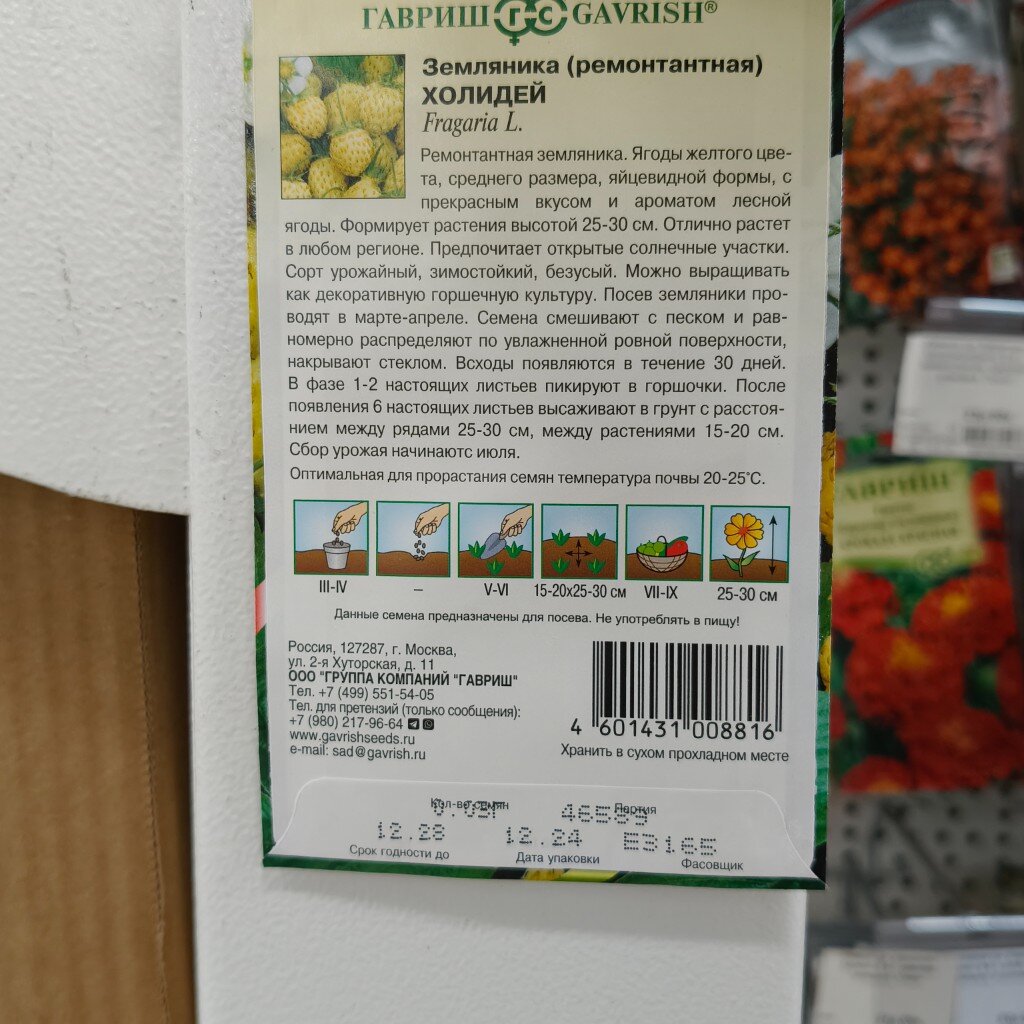 ГАВРИШ ГС GAVRISH®
Земляника (ремонтантная)
ХОЛИДЕЙ
Fragaria L.
Ремонтантная земляника. Ягоды желтого цве-
та, среднего размера, яйцевидной формы, с
прекрасным вкусом и ароматом лесной
ягоды. Формирует растения высотой 25-30 см. Отлично растет
в любом регионе. Предпочитает открытые солнечные участки.
Сорт урожайный, зимостойкий, безусый. Можно выращивать
как декоративную горшечную культуру. Посев земляники про-
водят в марте-апреле. Семена смешивают с песком и рав-
номерно распределяют по увлажненной ровной поверхности,
накрывают стеклом. Всходы появляются в течение 30 дней.
В фазе 1-2 настоящих листьев пикируют в горшочки. После
появления 6 настоящих листьев высаживают в грунт с расстоя-
нием между рядами 25-30 см, между растениями 15-20 см.
Сбор урожая начинаютс июля.
Оптимальная для прорастания семян температура почвы 20-25°С.
III-IV – V-VI 15-20х25-30 см VII-IX 25-30 см
Данные семена предназначены для посева. Не употреблять в пищу!
Россия, 127287, г. Москва,
ул. 2-я Хуторская, д. 11
ООО "ГРУППА КОМПАНИЙ "ГАВРИШ"
Тел. +7 (499) 551-54-05
Тел. для претензий (только сообщения):
+7 (980) 217-96-64
www.gavrishseeds.ru
e-mail: sad@gavrish.ru
4 601431 008816
Хранить в сухом прохладном месте
Кол-во семян Партия
12.28 12.24 E3165
Срок годности до Дата упаковки Фасовщик
ГАВРИШ